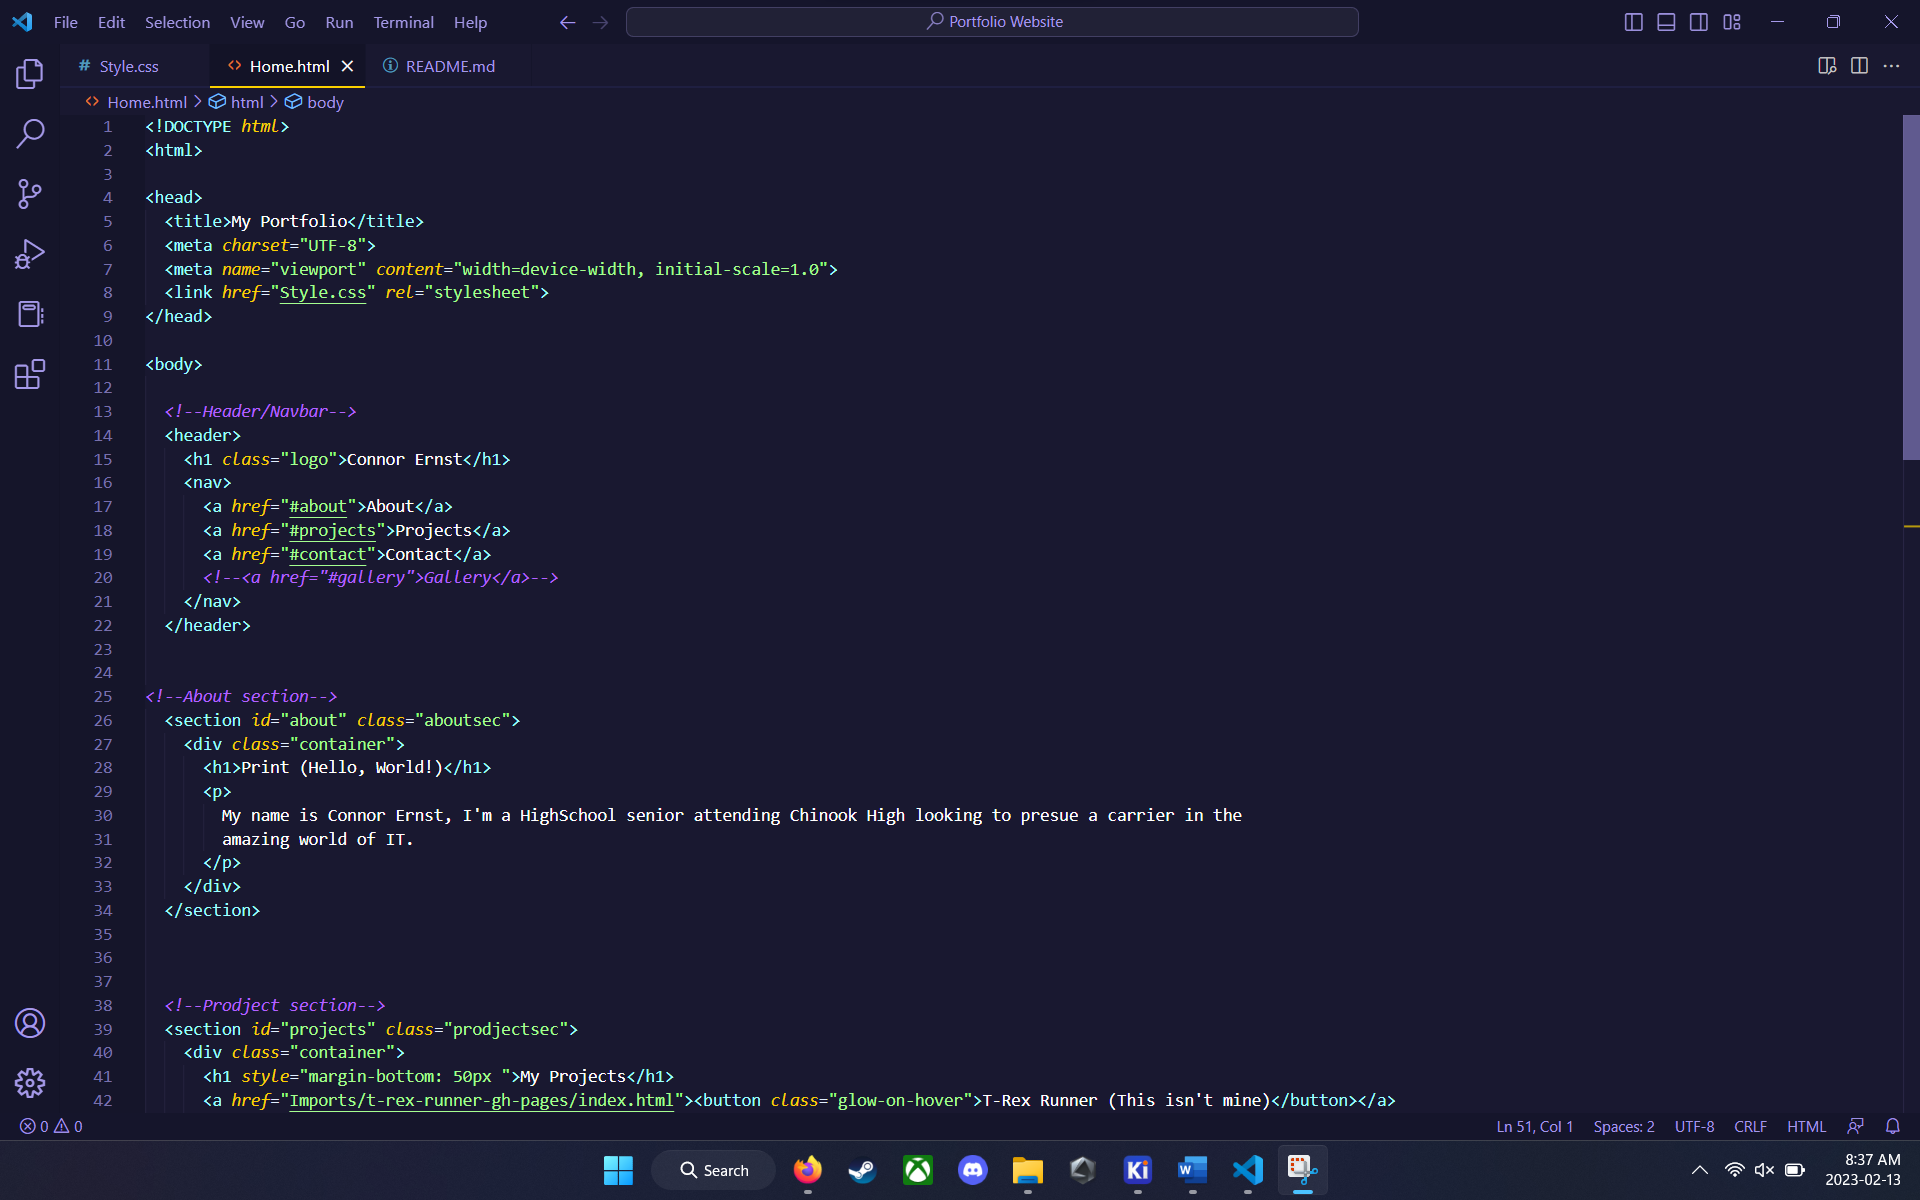 File Edit Selection View Go Run Terminal Help Portfolio Website
# Style.css <> Home.html README.md
<> Home.html > html > body
1 <!DOCTYPE html>
2 <html>
3
4 <head>
5 <title>My Portfolio</title>
6 <meta charset="UTF-8">
7 <meta name="viewport" content="width=device-width, initial-scale=1.0">
8 <link href="Style.css" rel="stylesheet">
9 </head>
10
11 <body>
12
13 <!--Header/Navbar-->
14 <header>
15 <h1 class="logo">Connor Ernst</h1>
16 <nav>
17 <a href="#about">About</a>
18 <a href="#projects">Projects</a>
19 <a href="#contact">Contact</a>
20 <!--<a href="#gallery">Gallery</a>-->
21 </nav>
22 </header>
23
24
25 <!--About section-->
26 <section id="about" class="aboutsec">
27 <div class="container">
28 <h1>Print (Hello, World!)</h1>
29 <p>
30 My name is Connor Ernst, I'm a HighSchool senior attending Chinook High looking to presue a carrier in the
31 amazing world of IT.
32 </p>
33 </div>
34 </section>
35
36
37
38 <!--Prodject section-->
39 <section id="projects" class="prodjectsec">
40 <div class="container">
41 <h1 style="margin-bottom: 50px ">My Projects</h1>
42 <a href="Imports/t-rex-runner-gh-pages/index.html"><button class="glow-on-hover">T-Rex Runner (This isn't mine)</button></a>
0 0 Ln 51, Col 1 Spaces: 2 UTF-8 CRLF HTML
Search Ki W 8:37 AM
2023-02-13